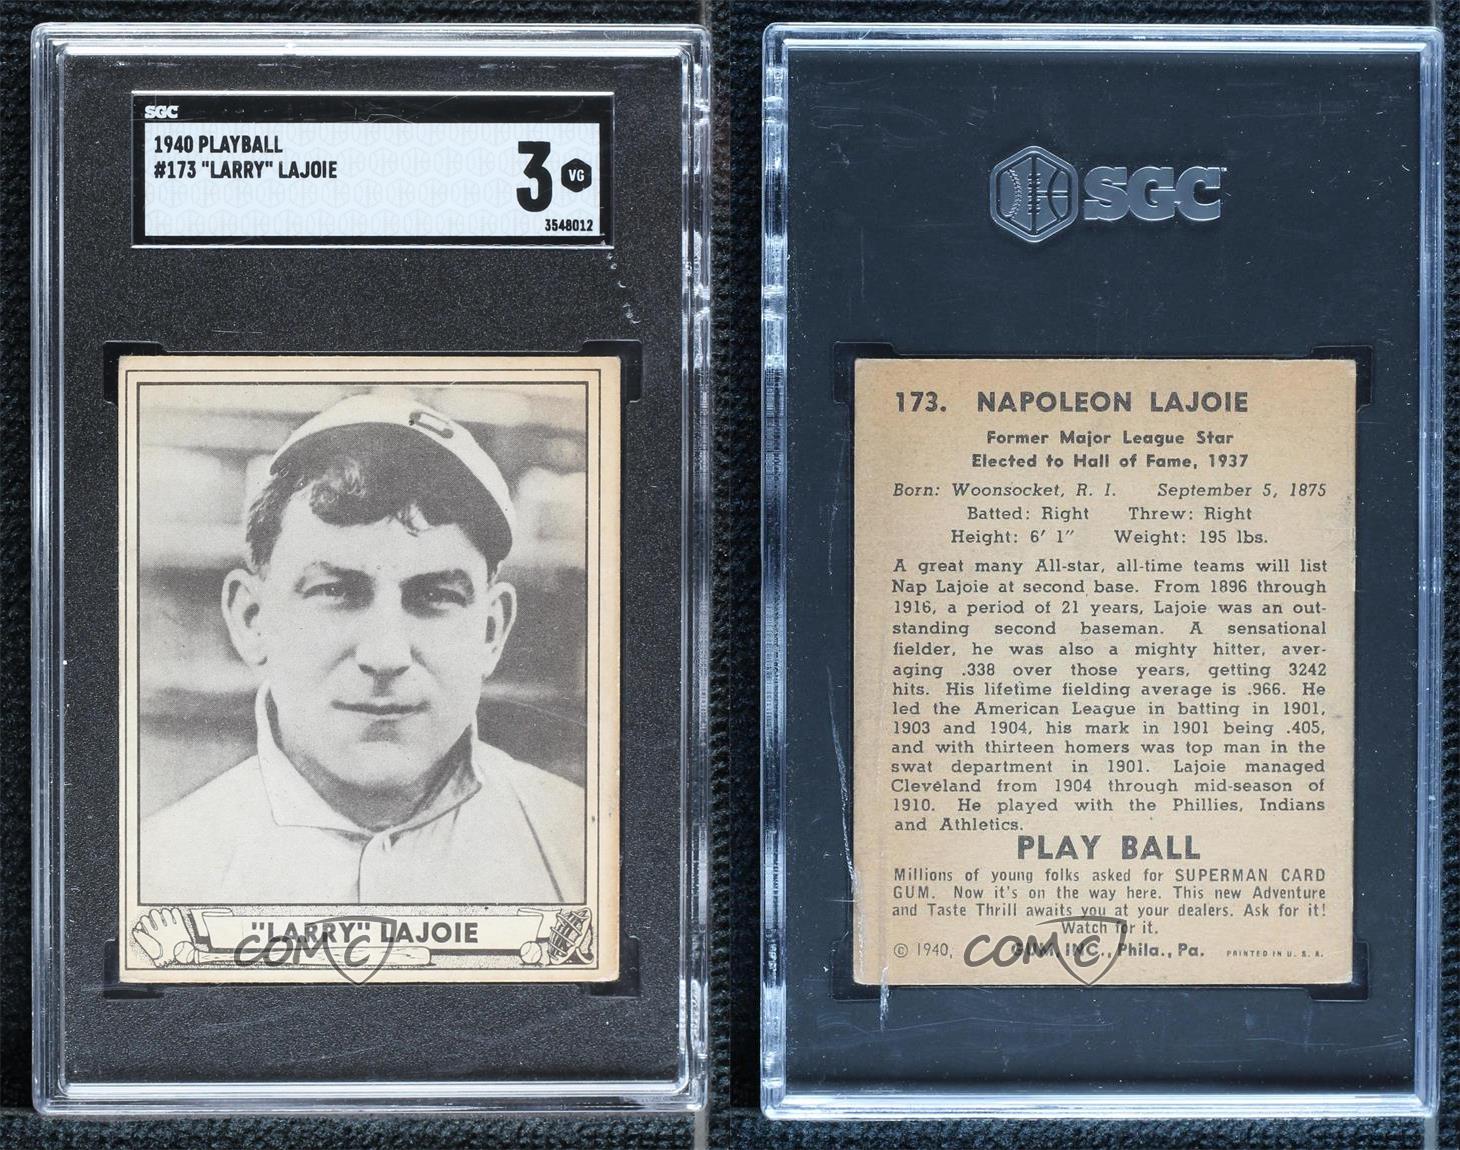 SGC
1940 PLAYBALL
#173 "LARRY" LAJOIE
3
VG
3548012
"LARRY" LAJOIE
COMC
SGC
173. NAPOLEON LAJOIE
Former Major League Star
Elected to Hall of Fame, 1937
Born: Woonsocket, R. I. September 5, 1875
Batted: Right Threw: Right
Height: 6' 1" Weight: 195 lbs.
A great many All-star, all-time teams will list
Nap Lajoie at second base. From 1896 through
1916, a period of 21 years, Lajoie was an out-
standing second baseman. A sensational
fielder, he was also a mighty hitter, aver-
aging .338 over those years, getting 3242
hits. His lifetime fielding average is .966. He
led the American League in batting in 1901,
1903 and 1904, his mark in 1901 being .405,
and with thirteen homers was top man in the
swat department in 1901. Lajoie managed
Cleveland from 1904 through mid-season of
1910. He played with the Phillies, Indians
and Athletics.
PLAY BALL
Millions of young folks asked for SUPERMAN CARD
GUM. Now it's on the way here. This new Adventure
and Taste Thrill awaits you at your dealers. Ask for it!
Watch for it.
© 1940, GUM, INC., Phila., Pa. PRINTED IN U. S. A.
COMC